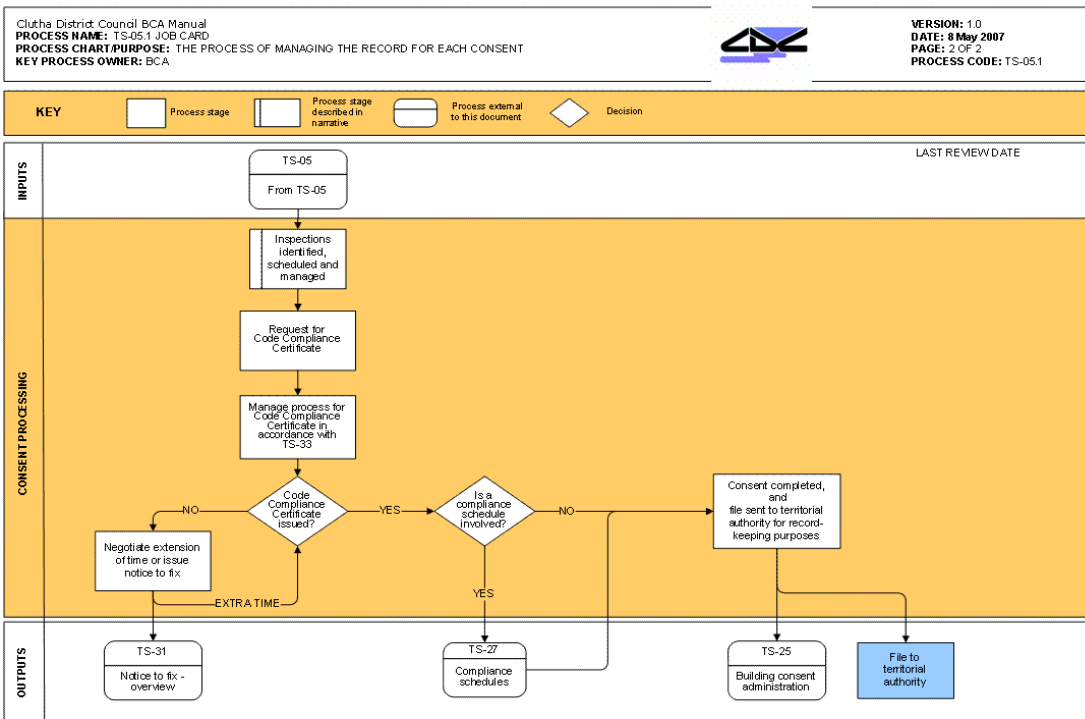 Clutha District Council BCA Manual
PROCESS NAME: TS-05.1 JOB CARD
PROCESS CHART/PURPOSE: THE PROCESS OF MANAGING THE RECORD FOR EACH CONSENT
KEY PROCESS OWNER: BCA
CDC
VERSION: 1.0
DATE: 8 May 2007
PAGE: 2 OF 2
PROCESS CODE: TS-05.1
KEY
Process stage
Process stage
described in
narrative
Process external
to this document
Decision
INPUTS
TS-05
From TS-05
LAST REVIEW DATE
CONSENT PROCESSING
Inspections
identified,
scheduled and
managed
Request for
Code Compliance
Certificate
Manage process for
Code Compliance
Certificate in
accordance with
TS-33
Code
Compliance
Certificate
issued?
NO
YES
Is a
compliance
schedule
involved?
NO
YES
Consent completed,
and
file sent to territorial
authority for record-
keeping purposes
Negotiate extension
of time or issue
notice to fix
EXTRA TIME
OUTPUTS
TS-31
Notice to fix -
overview
TS-27
Compliance
schedules
TS-25
Building consent
administration
File to
territorial
authority